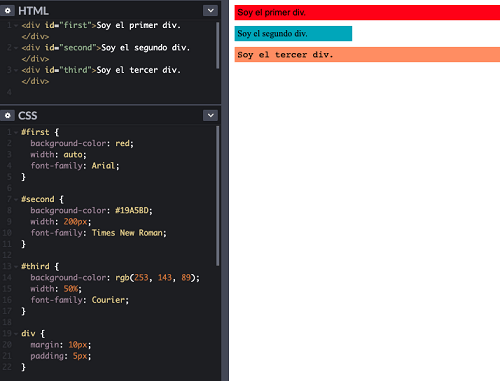 HTML
1 <div id="first">Soy el primer div.
</div>
2 <div id="second">Soy el segundo div.
</div>
3 <div id="third">Soy el tercer div.
</div>
4
CSS
1 #first {
2 background-color: red;
3 width: auto;
4 font-family: Arial;
5 }
6
7 #second {
8 background-color: #19A5BD;
9 width: 200px;
10 font-family: Times New Roman;
11 }
12
13 #third {
14 background-color: rgb(253, 143, 89);
15 width: 50%;
16 font-family: Courier;
17 }
18
19 div {
20 margin: 10px;
21 padding: 5px;
22 }
Soy el primer div.
Soy el segundo div.
Soy el tercer div.